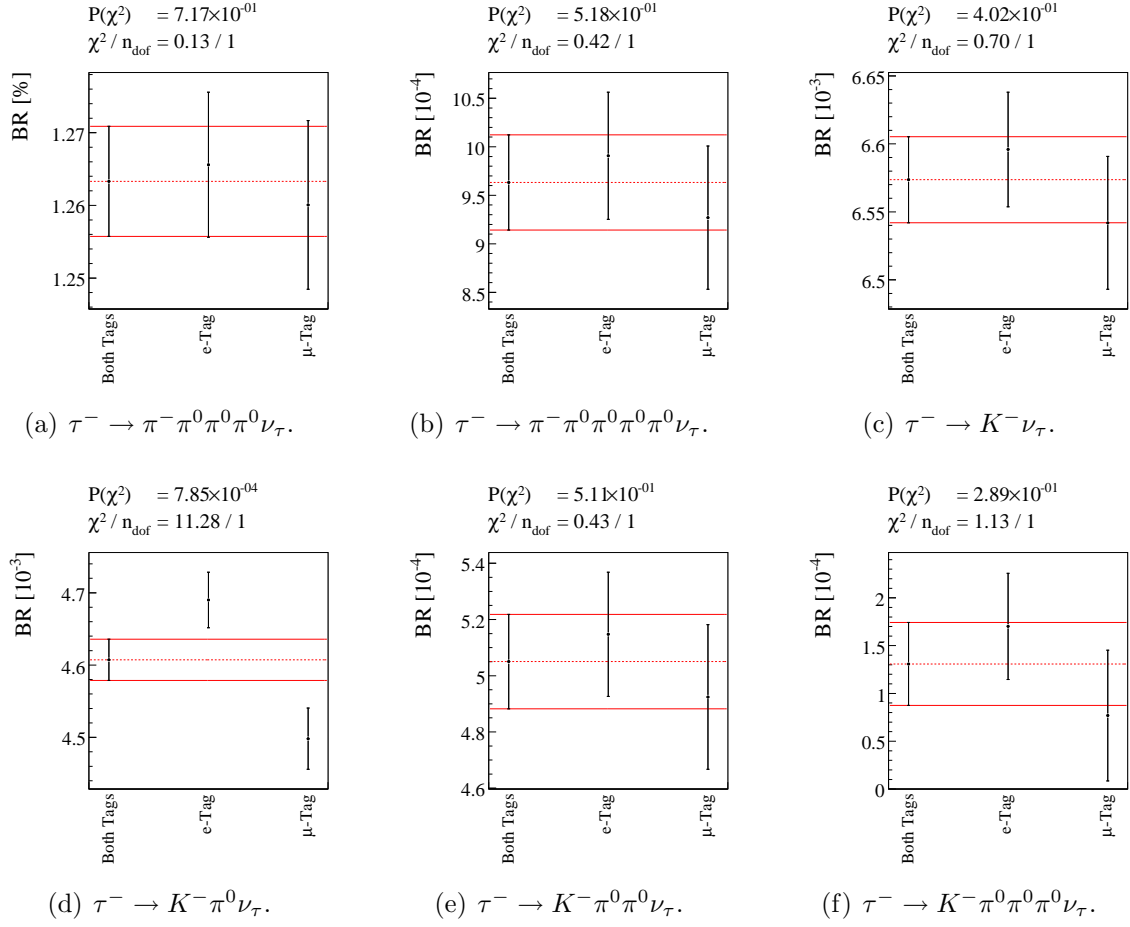 P(χ²) = 7.17×10⁻⁰¹
χ² / n_dof = 0.13 / 1
BR [%]
1.27
1.26
1.25
Both Tags
e-Tag
μ-Tag
(a) τ⁻ → π⁻π⁰π⁰π⁰ν_τ.
P(χ²) = 5.18×10⁻⁰¹
χ² / n_dof = 0.42 / 1
BR [10⁻⁴]
10.5
10
9.5
9
8.5
Both Tags
e-Tag
μ-Tag
(b) τ⁻ → π⁻π⁰π⁰π⁰π⁰ν_τ.
P(χ²) = 4.02×10⁻⁰¹
χ² / n_dof = 0.70 / 1
BR [10⁻³]
6.65
6.6
6.55
6.5
Both Tags
e-Tag
μ-Tag
(c) τ⁻ → K⁻ν_τ.
P(χ²) = 7.85×10⁻⁰⁴
χ² / n_dof = 11.28 / 1
BR [10⁻³]
4.7
4.6
4.5
Both Tags
e-Tag
μ-Tag
(d) τ⁻ → K⁻π⁰ν_τ.
P(χ²) = 5.11×10⁻⁰¹
χ² / n_dof = 0.43 / 1
BR [10⁻⁴]
5.4
5.2
5
4.8
4.6
Both Tags
e-Tag
μ-Tag
(e) τ⁻ → K⁻π⁰π⁰ν_τ.
P(χ²) = 2.89×10⁻⁰¹
χ² / n_dof = 1.13 / 1
BR [10⁻⁴]
2
1.5
1
0.5
0
Both Tags
e-Tag
μ-Tag
(f) τ⁻ → K⁻π⁰π⁰π⁰ν_τ.